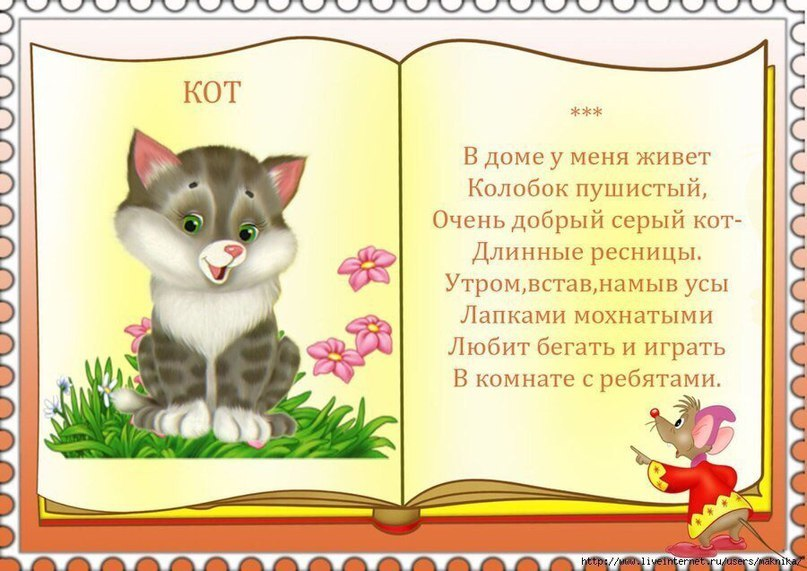 КОТ
***
В доме у меня живет
Колобок пушистый,
Очень добрый серый кот-
Длинные ресницы.
Утром,встав,намыв усы
Лапками мохнатыми
Любит бегать и играть
В комнате с ребятами.
http://www.liveinternet.ru/users/maknika/